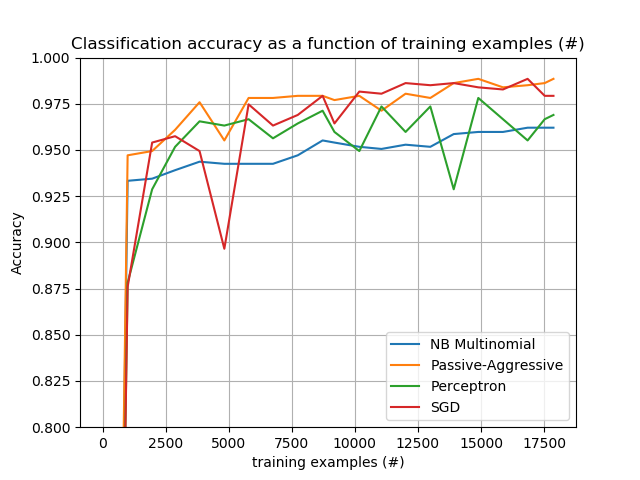 Classification accuracy as a function of training examples (#)
1.000
0.975
0.950
0.925
0.900
0.875
0.850
0.825
0.800
Accuracy
NB Multinomial
Passive-Aggressive
Perceptron
SGD
0 2500 5000 7500 10000 12500 15000 17500
training examples (#)